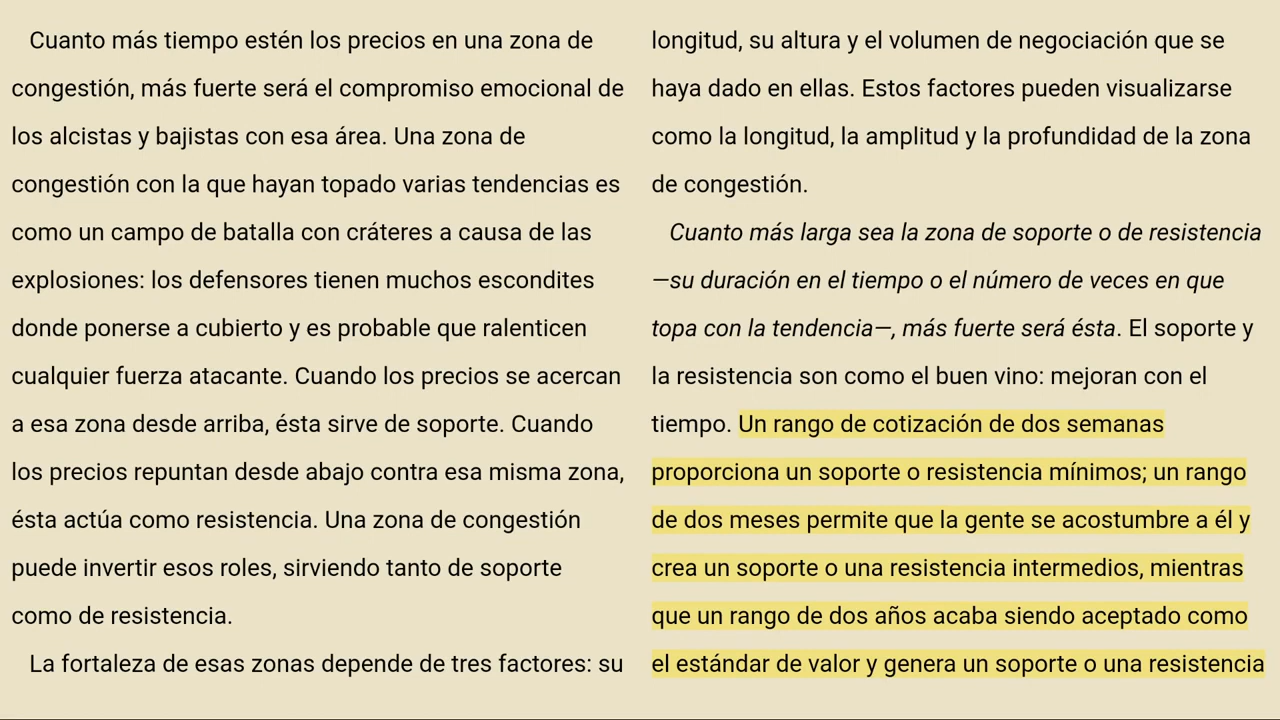 Cuanto más tiempo estén los precios en una zona de
congestión, más fuerte será el compromiso emocional de
los alcistas y bajistas con esa área. Una zona de
congestión con la que hayan topado varias tendencias es
como un campo de batalla con cráteres a causa de las
explosiones: los defensores tienen muchos escondites
donde ponerse a cubierto y es probable que ralenticen
cualquier fuerza atacante. Cuando los precios se acercan
a esa zona desde arriba, ésta sirve de soporte. Cuando
los precios repuntan desde abajo contra esa misma zona,
ésta actúa como resistencia. Una zona de congestión
puede invertir esos roles, sirviendo tanto de soporte
como de resistencia.
La fortaleza de esas zonas depende de tres factores: su
longitud, su altura y el volumen de negociación que se
haya dado en ellas. Estos factores pueden visualizarse
como la longitud, la amplitud y la profundidad de la zona
de congestión.
Cuanto más larga sea la zona de soporte o de resistencia
—su duración en el tiempo o el número de veces en que
topa con la tendencia—, más fuerte será ésta. El soporte y
la resistencia son como el buen vino: mejoran con el
tiempo. Un rango de cotización de dos semanas
proporciona un soporte o resistencia mínimos; un rango
de dos meses permite que la gente se acostumbre a él y
crea un soporte o una resistencia intermedios, mientras
que un rango de dos años acaba siendo aceptado como
el estándar de valor y genera un soporte o una resistencia